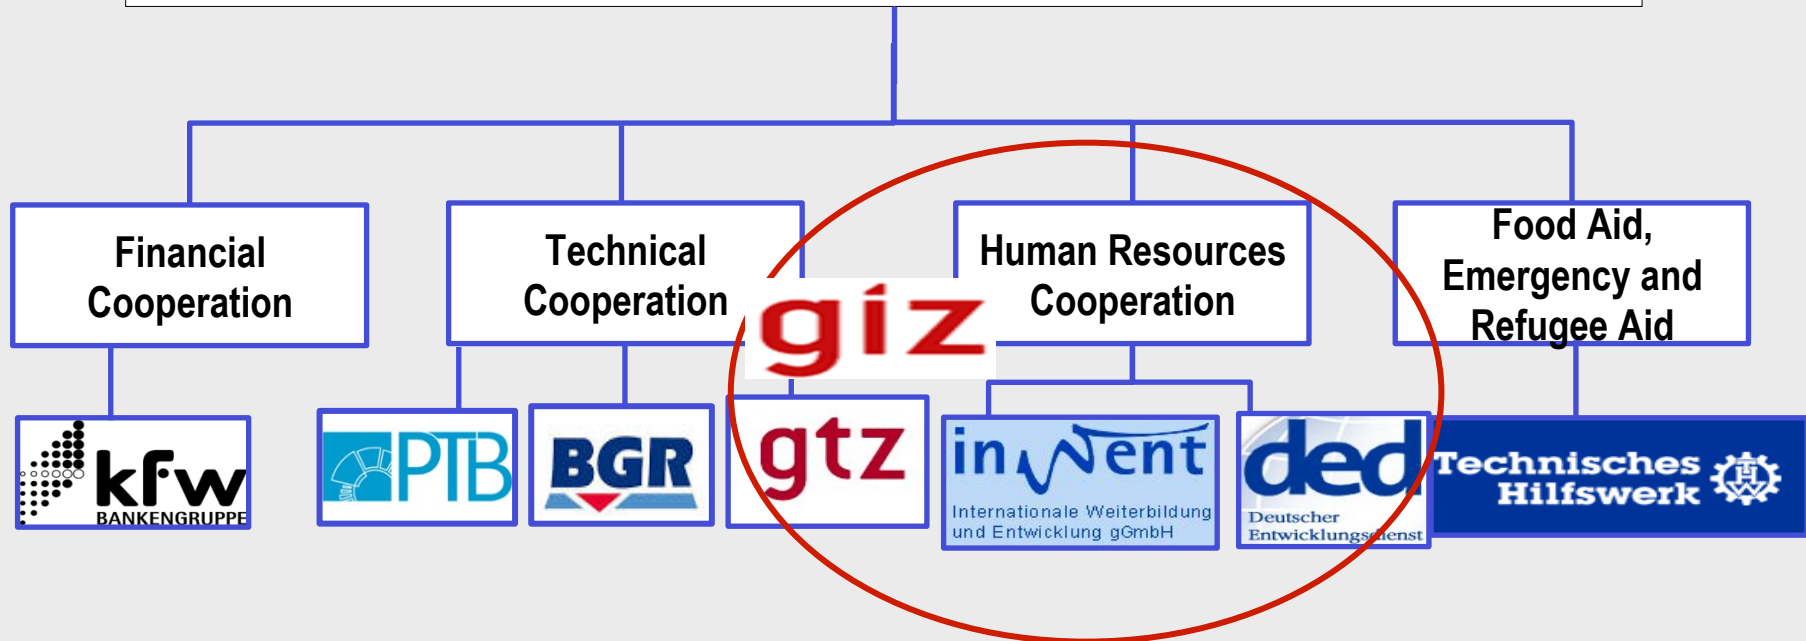 Financial
Cooperation
Technical
Cooperation
Human Resources
Cooperation
Food Aid,
Emergency and
Refugee Aid
giz
kfw
BANKENGRUPPE
PTB
BGR
gtz
inWent
Internationale Weiterbildung
und Entwicklung gGmbH
ded
Deutscher
Entwicklungsdienst
Technisches
Hilfswerk
THW